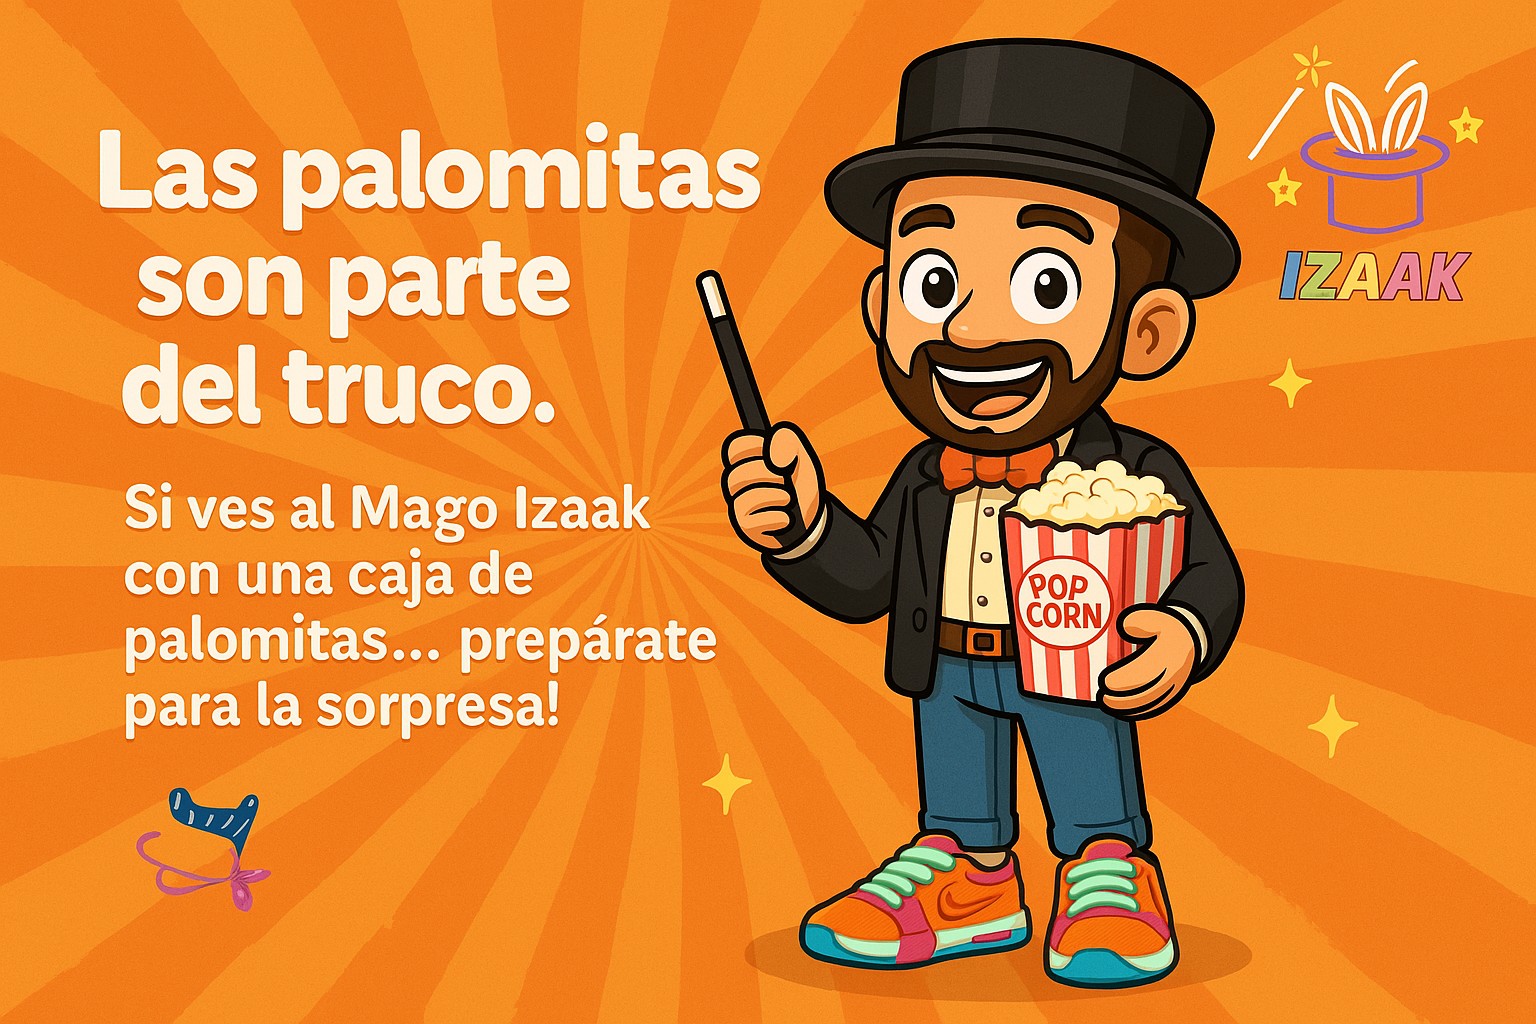 Las palomitas
son parte
del truco.
Si ves al Mago Izaak
con una caja de
palomitas... prepárate
para la sorpresa!
POP
CORN
IZAAK